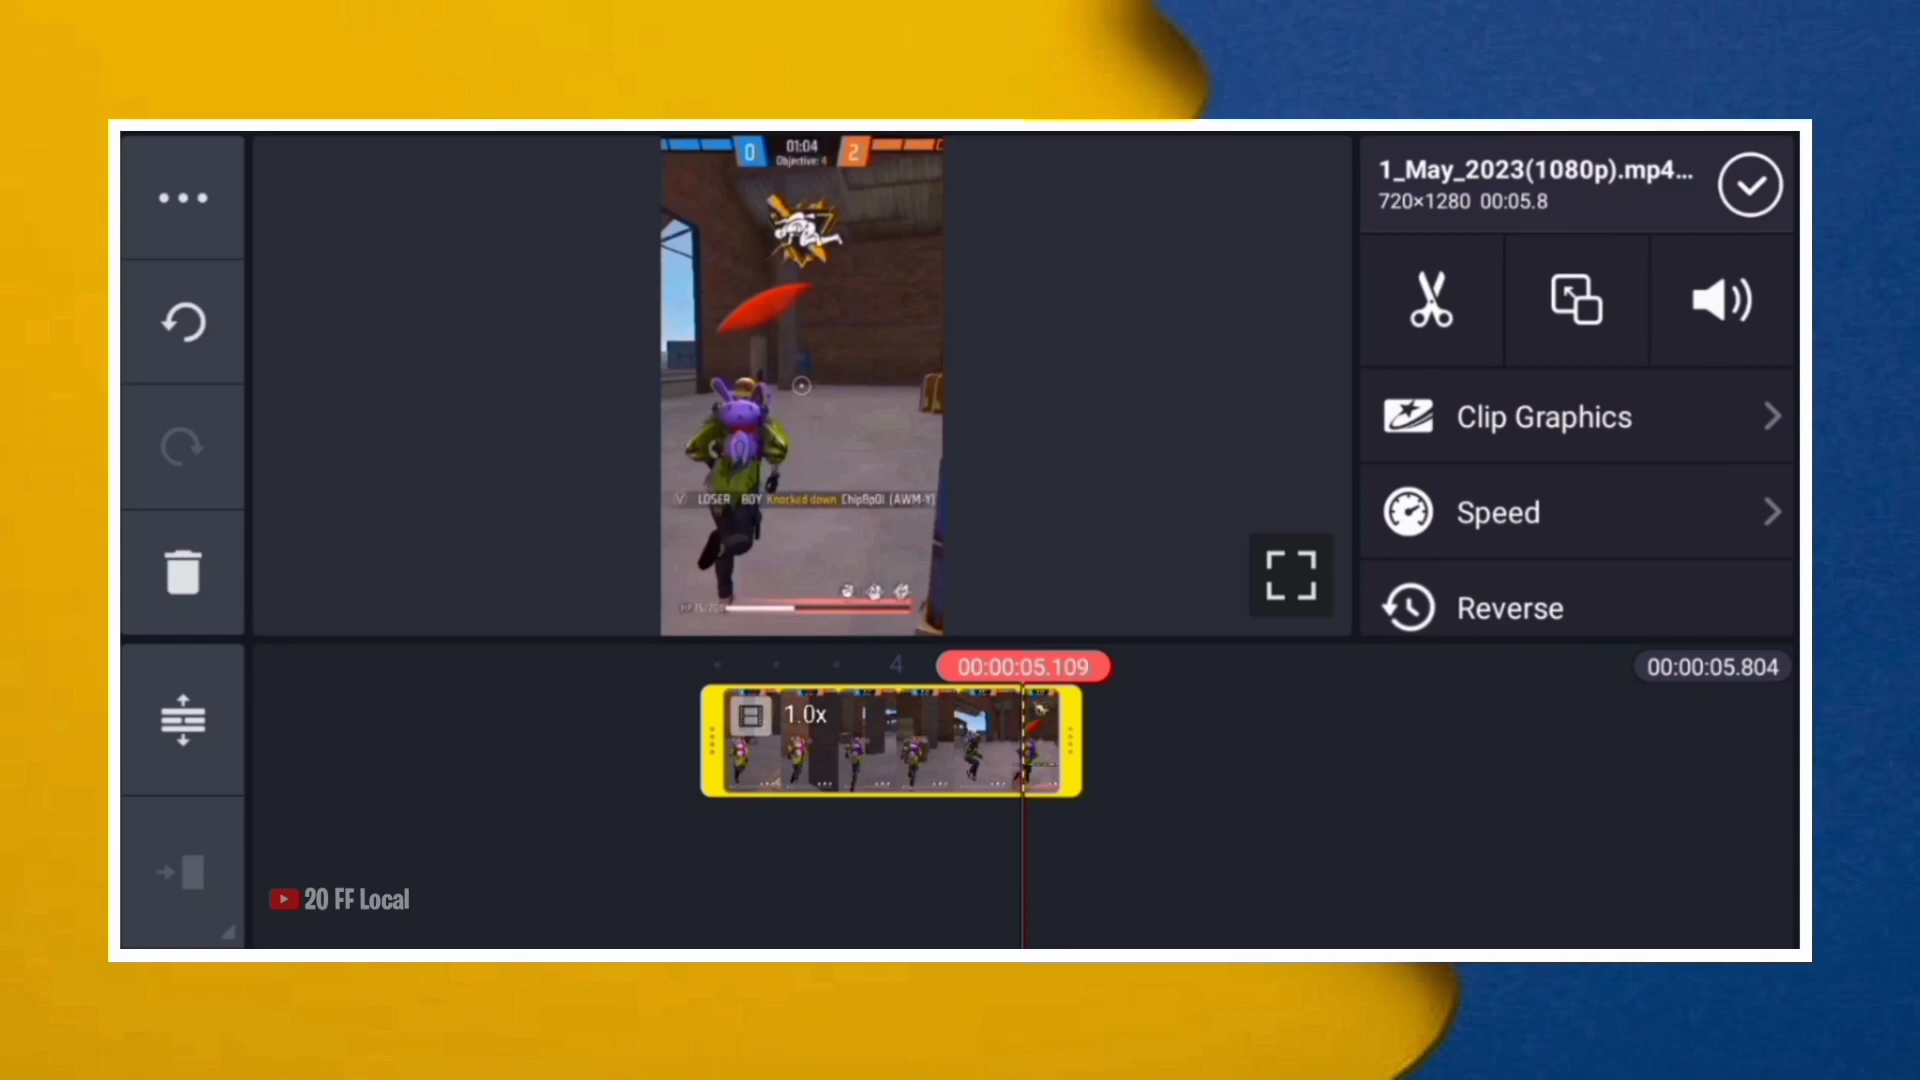 0
01:04
Objective: 4
2
LOSER BOY Knocked down Chip8p0l (AWM-Y)
1_May_2023(1080p).mp4...
720×1280 00:05.8
Clip Graphics
Speed
Reverse
4
00:00:05.109
00:00:05.804
1.0x
20 FF Local